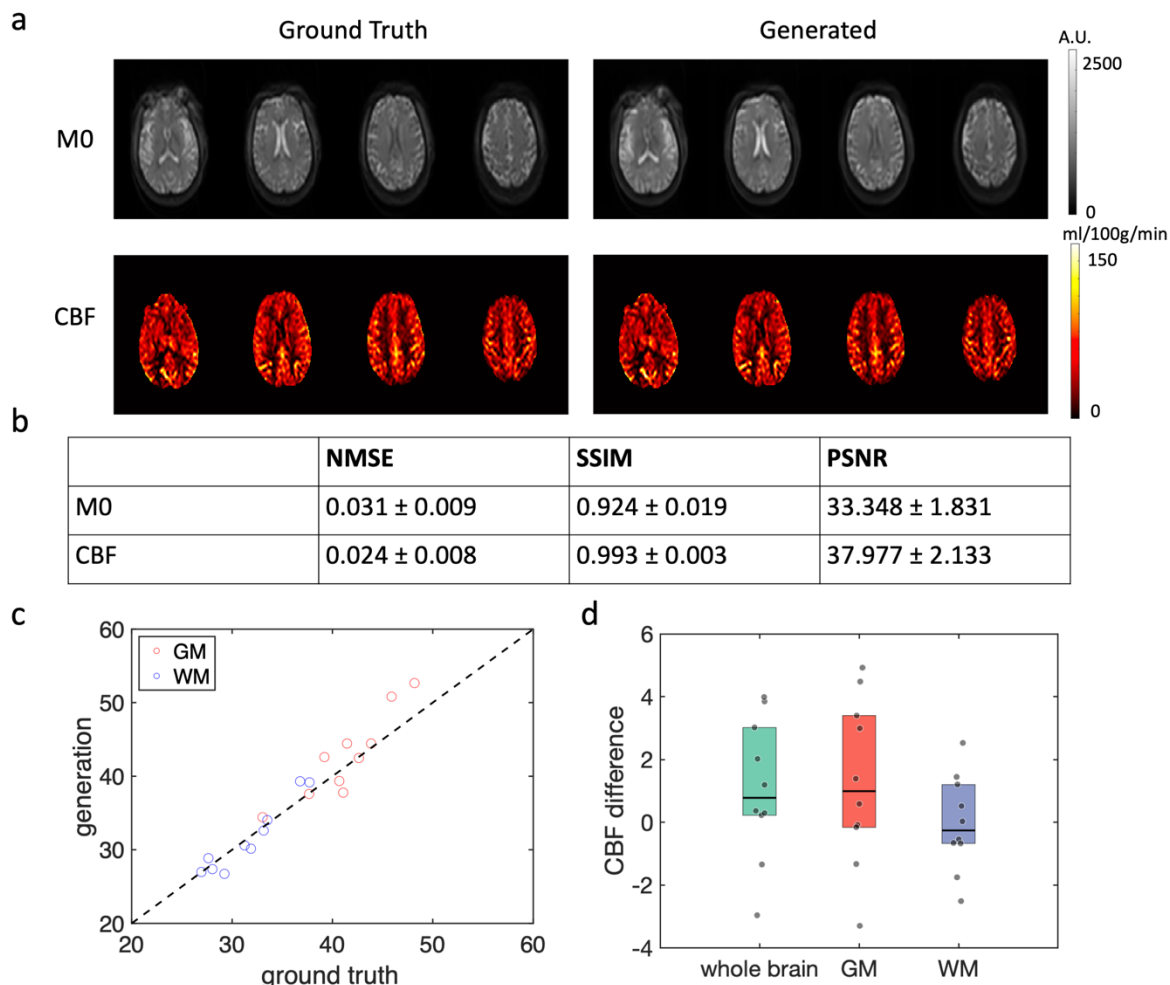 a
Ground Truth
Generated
A.U.
2500
M0
0
ml/100g/min
150
CBF
0
b
NMSE SSIM PSNR
M0 0.031 ± 0.009 0.924 ± 0.019 33.348 ± 1.831
CBF 0.024 ± 0.008 0.993 ± 0.003 37.977 ± 2.133
c
60
50
40
30
20
GM
WM
generation
20 30 40 50 60
ground truth
d
6
4
2
0
-2
-4
CBF difference
whole brain GM WM